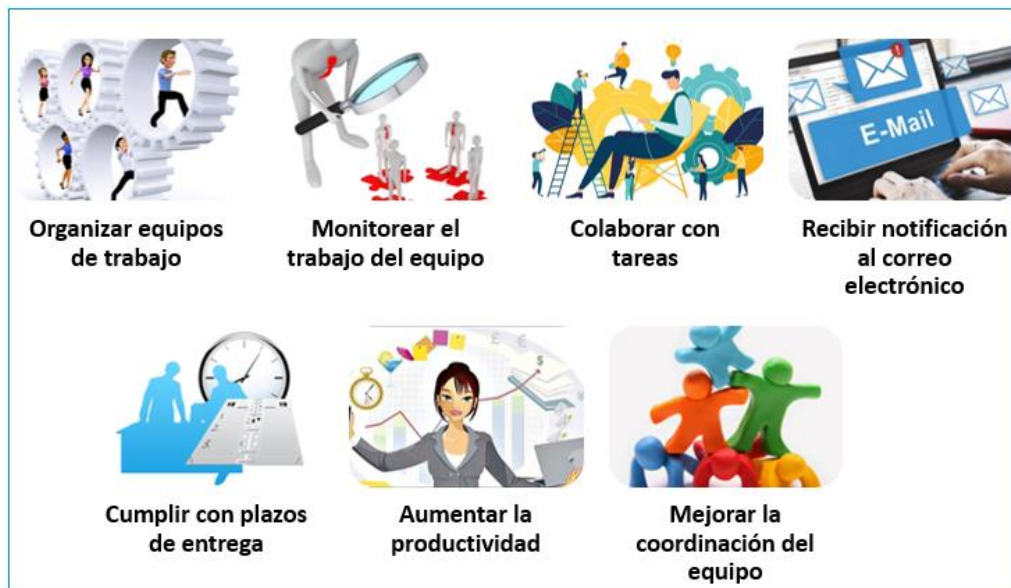 E-Mail
Organizar equipos
de trabajo
Monitorear el
trabajo del equipo
Colaborar con
tareas
Recibir notificación
al correo
electrónico
Cumplir con plazos
de entrega
Aumentar la
productividad
Mejorar la
coordinación del
equipo